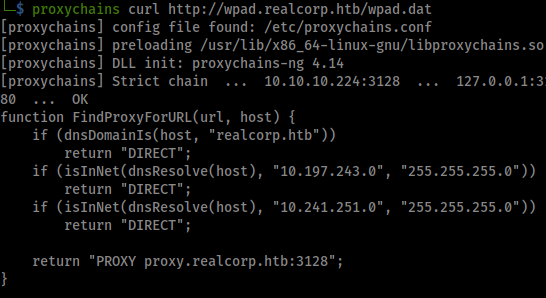 └─$ proxychains curl http://wpad.realcorp.htb/wpad.dat
[proxychains] config file found: /etc/proxychains.conf
[proxychains] preloading /usr/lib/x86_64-linux-gnu/libproxychains.so
[proxychains] DLL init: proxychains-ng 4.14
[proxychains] Strict chain  ...  10.10.10.224:3128  ...  127.0.0.1:3
80  ...  OK
function FindProxyForURL(url, host) {
    if (dnsDomainIs(host, "realcorp.htb"))
        return "DIRECT";
    if (isInNet(dnsResolve(host), "10.197.243.0", "255.255.255.0"))
        return "DIRECT";
    if (isInNet(dnsResolve(host), "10.241.251.0", "255.255.255.0"))
        return "DIRECT";
    return "PROXY proxy.realcorp.htb:3128";
}